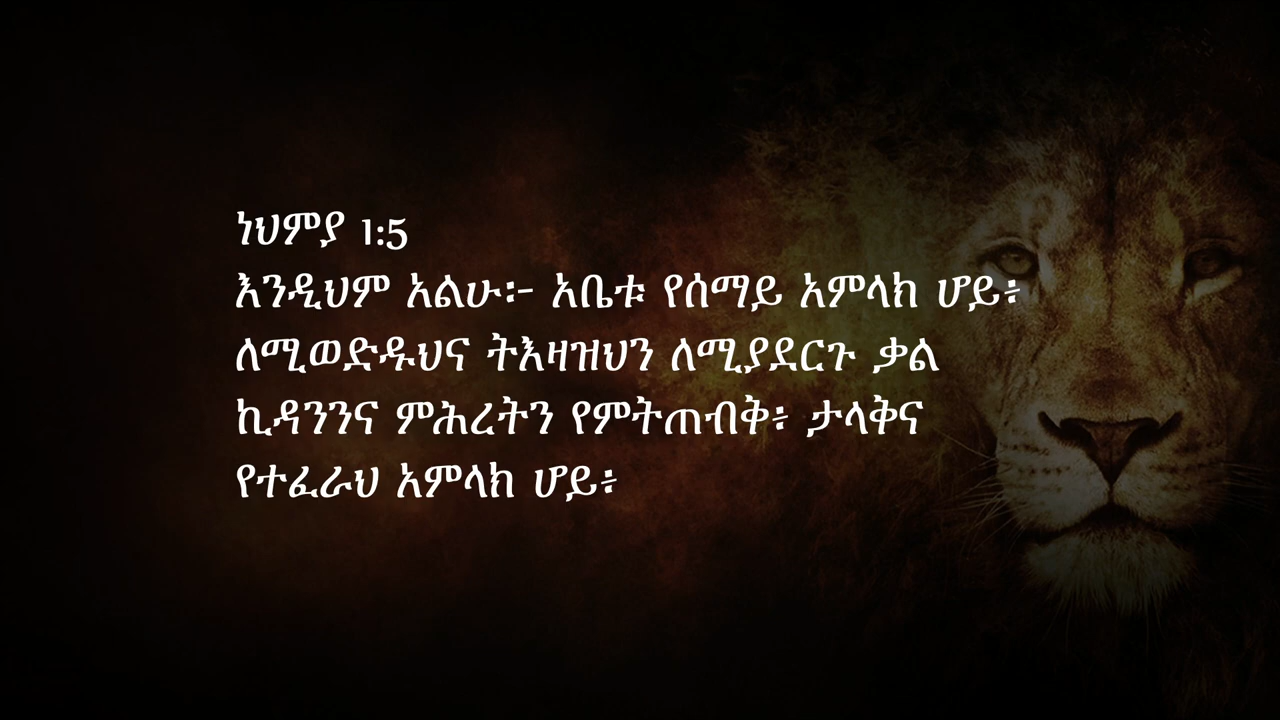 ነህምያ 1:5
እንዲህም አልሁ፦ አቤቱ የሰማይ አምላክ ሆይ፥
ለሚወድዱህና ትእዛዝህን ለሚያደርጉ ቃል
ኪዳንንና ምሕረትን የምትጠብቅ፥ ታላቅና
የተፈራህ አምላክ ሆይ፥